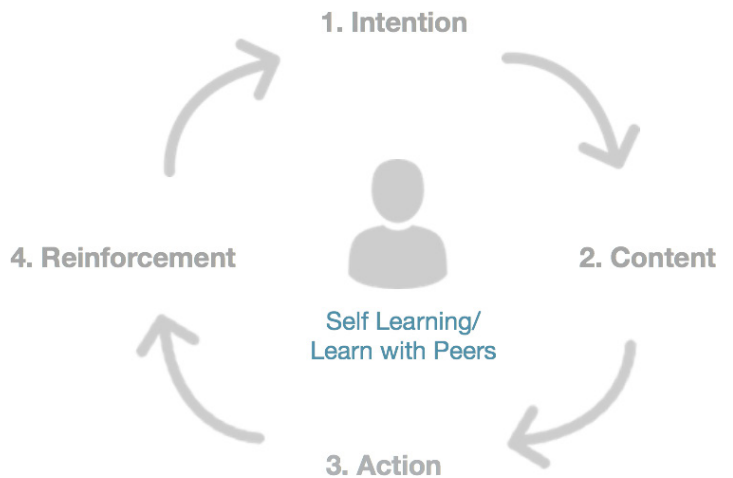 1. Intention
2. Content
3. Action
4. Reinforcement
Self Learning/
Learn with Peers